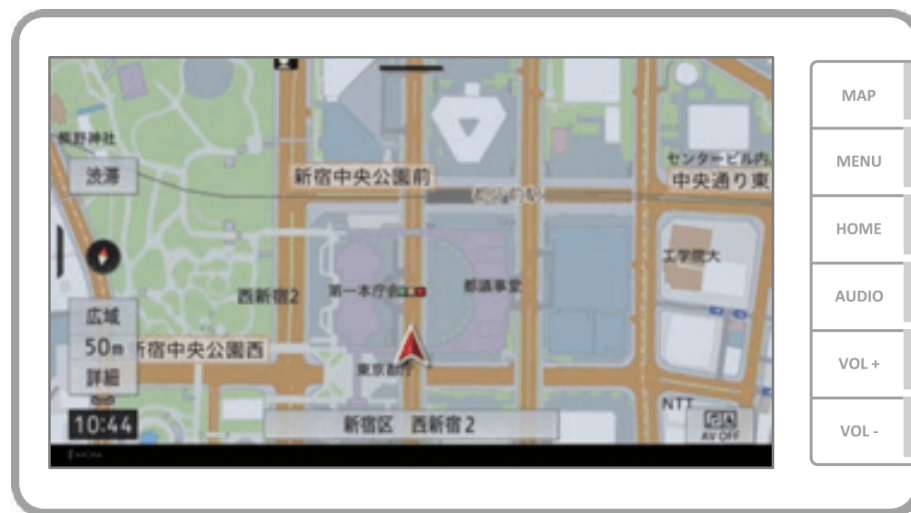 熊野神社
渋滞
新宿中央公園前
センタービル内
中央通り東
工学院大
西新宿2
第一本庁舎
都議事堂
広域
50m
詳細
新宿中央公園西
東京都庁
NTT
10:44
新宿区 西新宿2
AV OFF
MAP
MENU
HOME
AUDIO
VOL +
VOL -